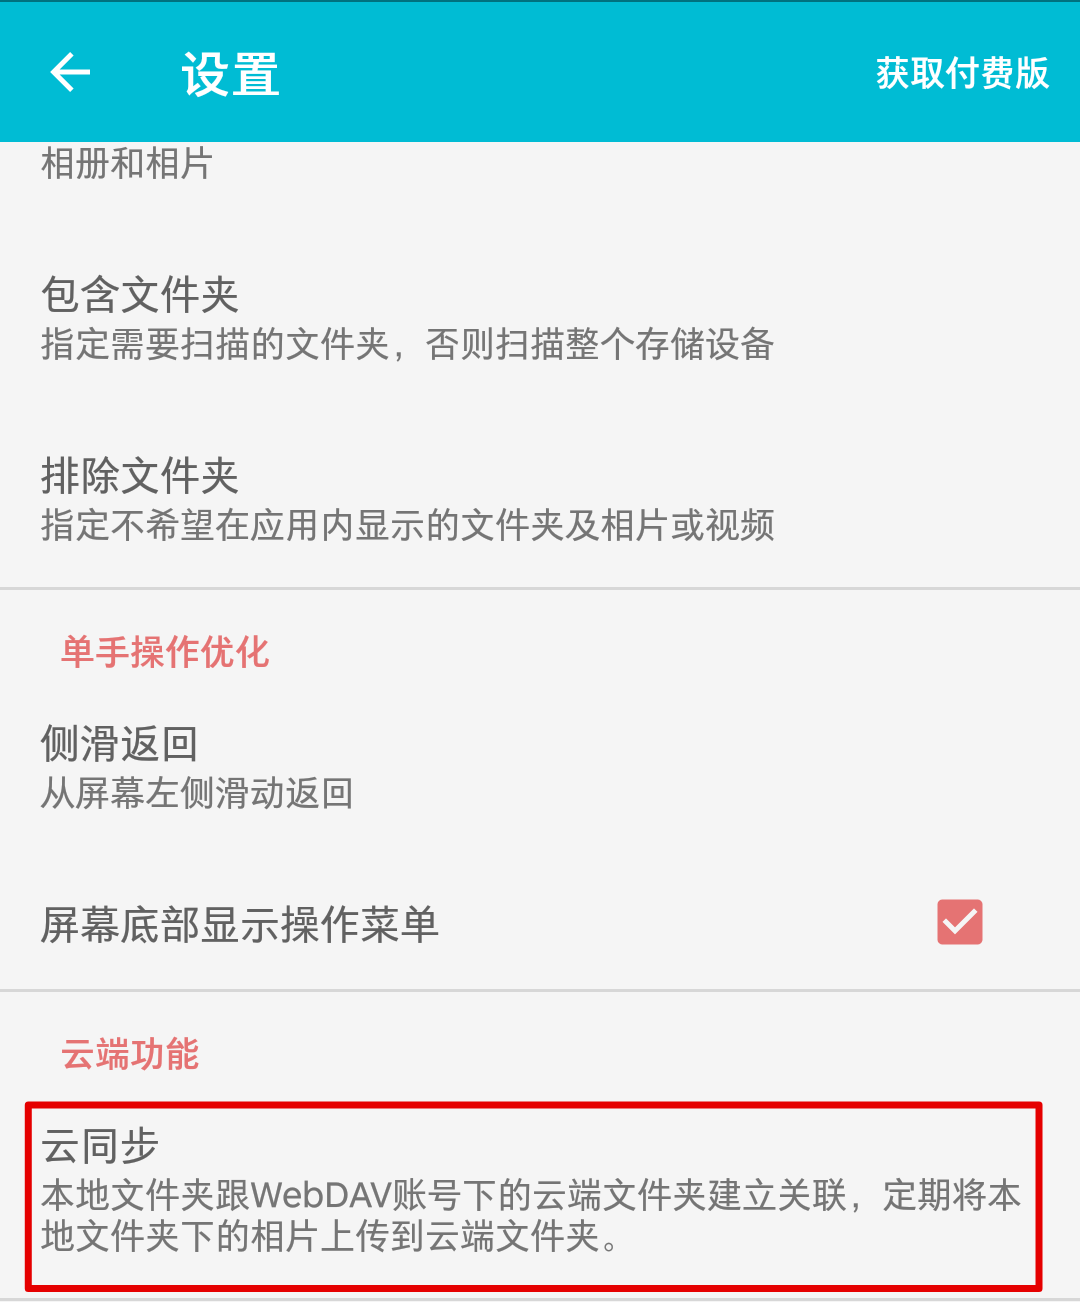 设置
获取付费版
相册和相片
包含文件夹
指定需要扫描的文件夹，否则扫描整个存储设备
排除文件夹
指定不希望在应用内显示的文件夹及相片或视频
单手操作优化
侧滑返回
从屏幕左侧滑动返回
屏幕底部显示操作菜单
云端功能
云同步
本地文件夹跟WebDAV账号下的云端文件夹建立关联，定期将本
地文件夹下的相片上传到云端文件夹。